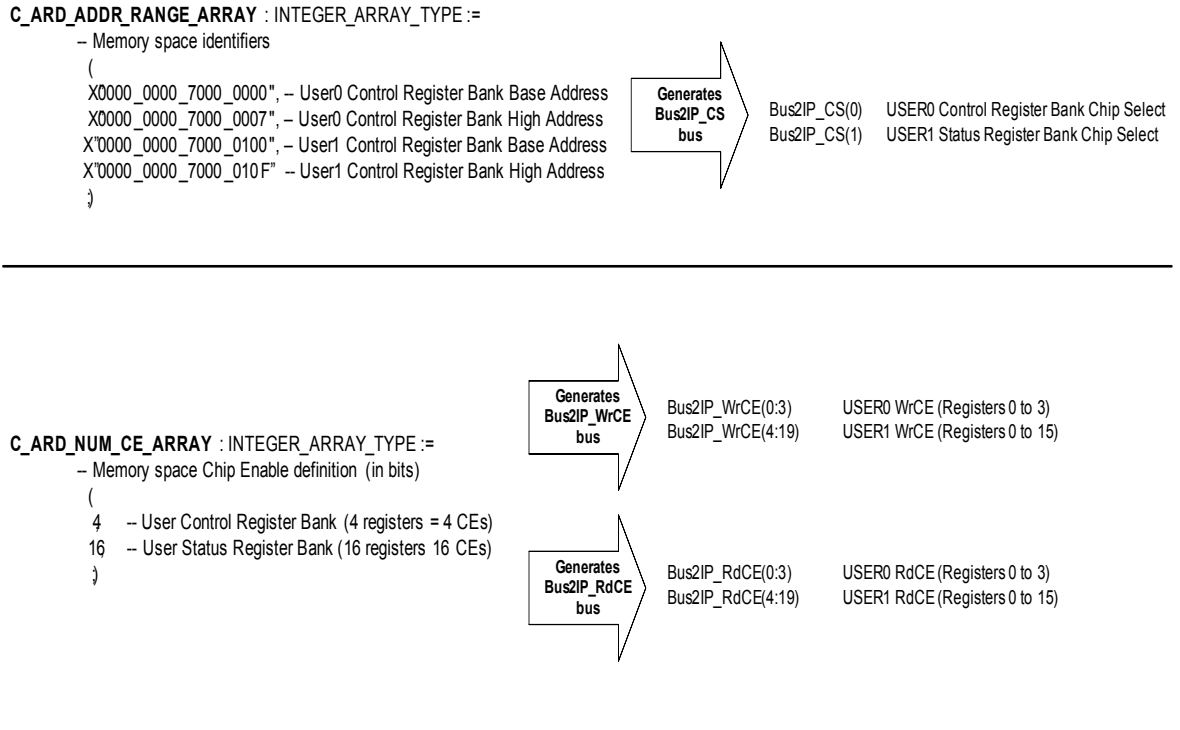 C_ARD_ADDR_RANGE_ARRAY : INTEGER_ARRAY_TYPE :=
-- Memory space identifiers
(
X"0000_0000_7000_0000", -- User0 Control Register Bank Base Address
X"0000_0000_7000_0007", -- User0 Control Register Bank High Address
X"0000_0000_7000_0100", -- User1 Control Register Bank Base Address
X"0000_0000_7000_010F" -- User1 Control Register Bank High Address
);
Generates
Bus2IP_CS
bus
Bus2IP_CS(0) USER0 Control Register Bank Chip Select
Bus2IP_CS(1) USER1 Status Register Bank Chip Select
C_ARD_NUM_CE_ARRAY : INTEGER_ARRAY_TYPE :=
-- Memory space Chip Enable definition (in bits)
(
4, -- User Control Register Bank (4 registers = 4 CEs)
16, -- User Status Register Bank (16 registers 16 CEs)
);
Generates
Bus2IP_WrCE
bus
Bus2IP_WrCE(0:3) USER0 WrCE (Registers 0 to 3)
Bus2IP_WrCE(4:19) USER1 WrCE (Registers 0 to 15)
Generates
Bus2IP_RdCE
bus
Bus2IP_RdCE(0:3) USER0 RdCE (Registers 0 to 3)
Bus2IP_RdCE(4:19) USER1 RdCE (Registers 0 to 15)